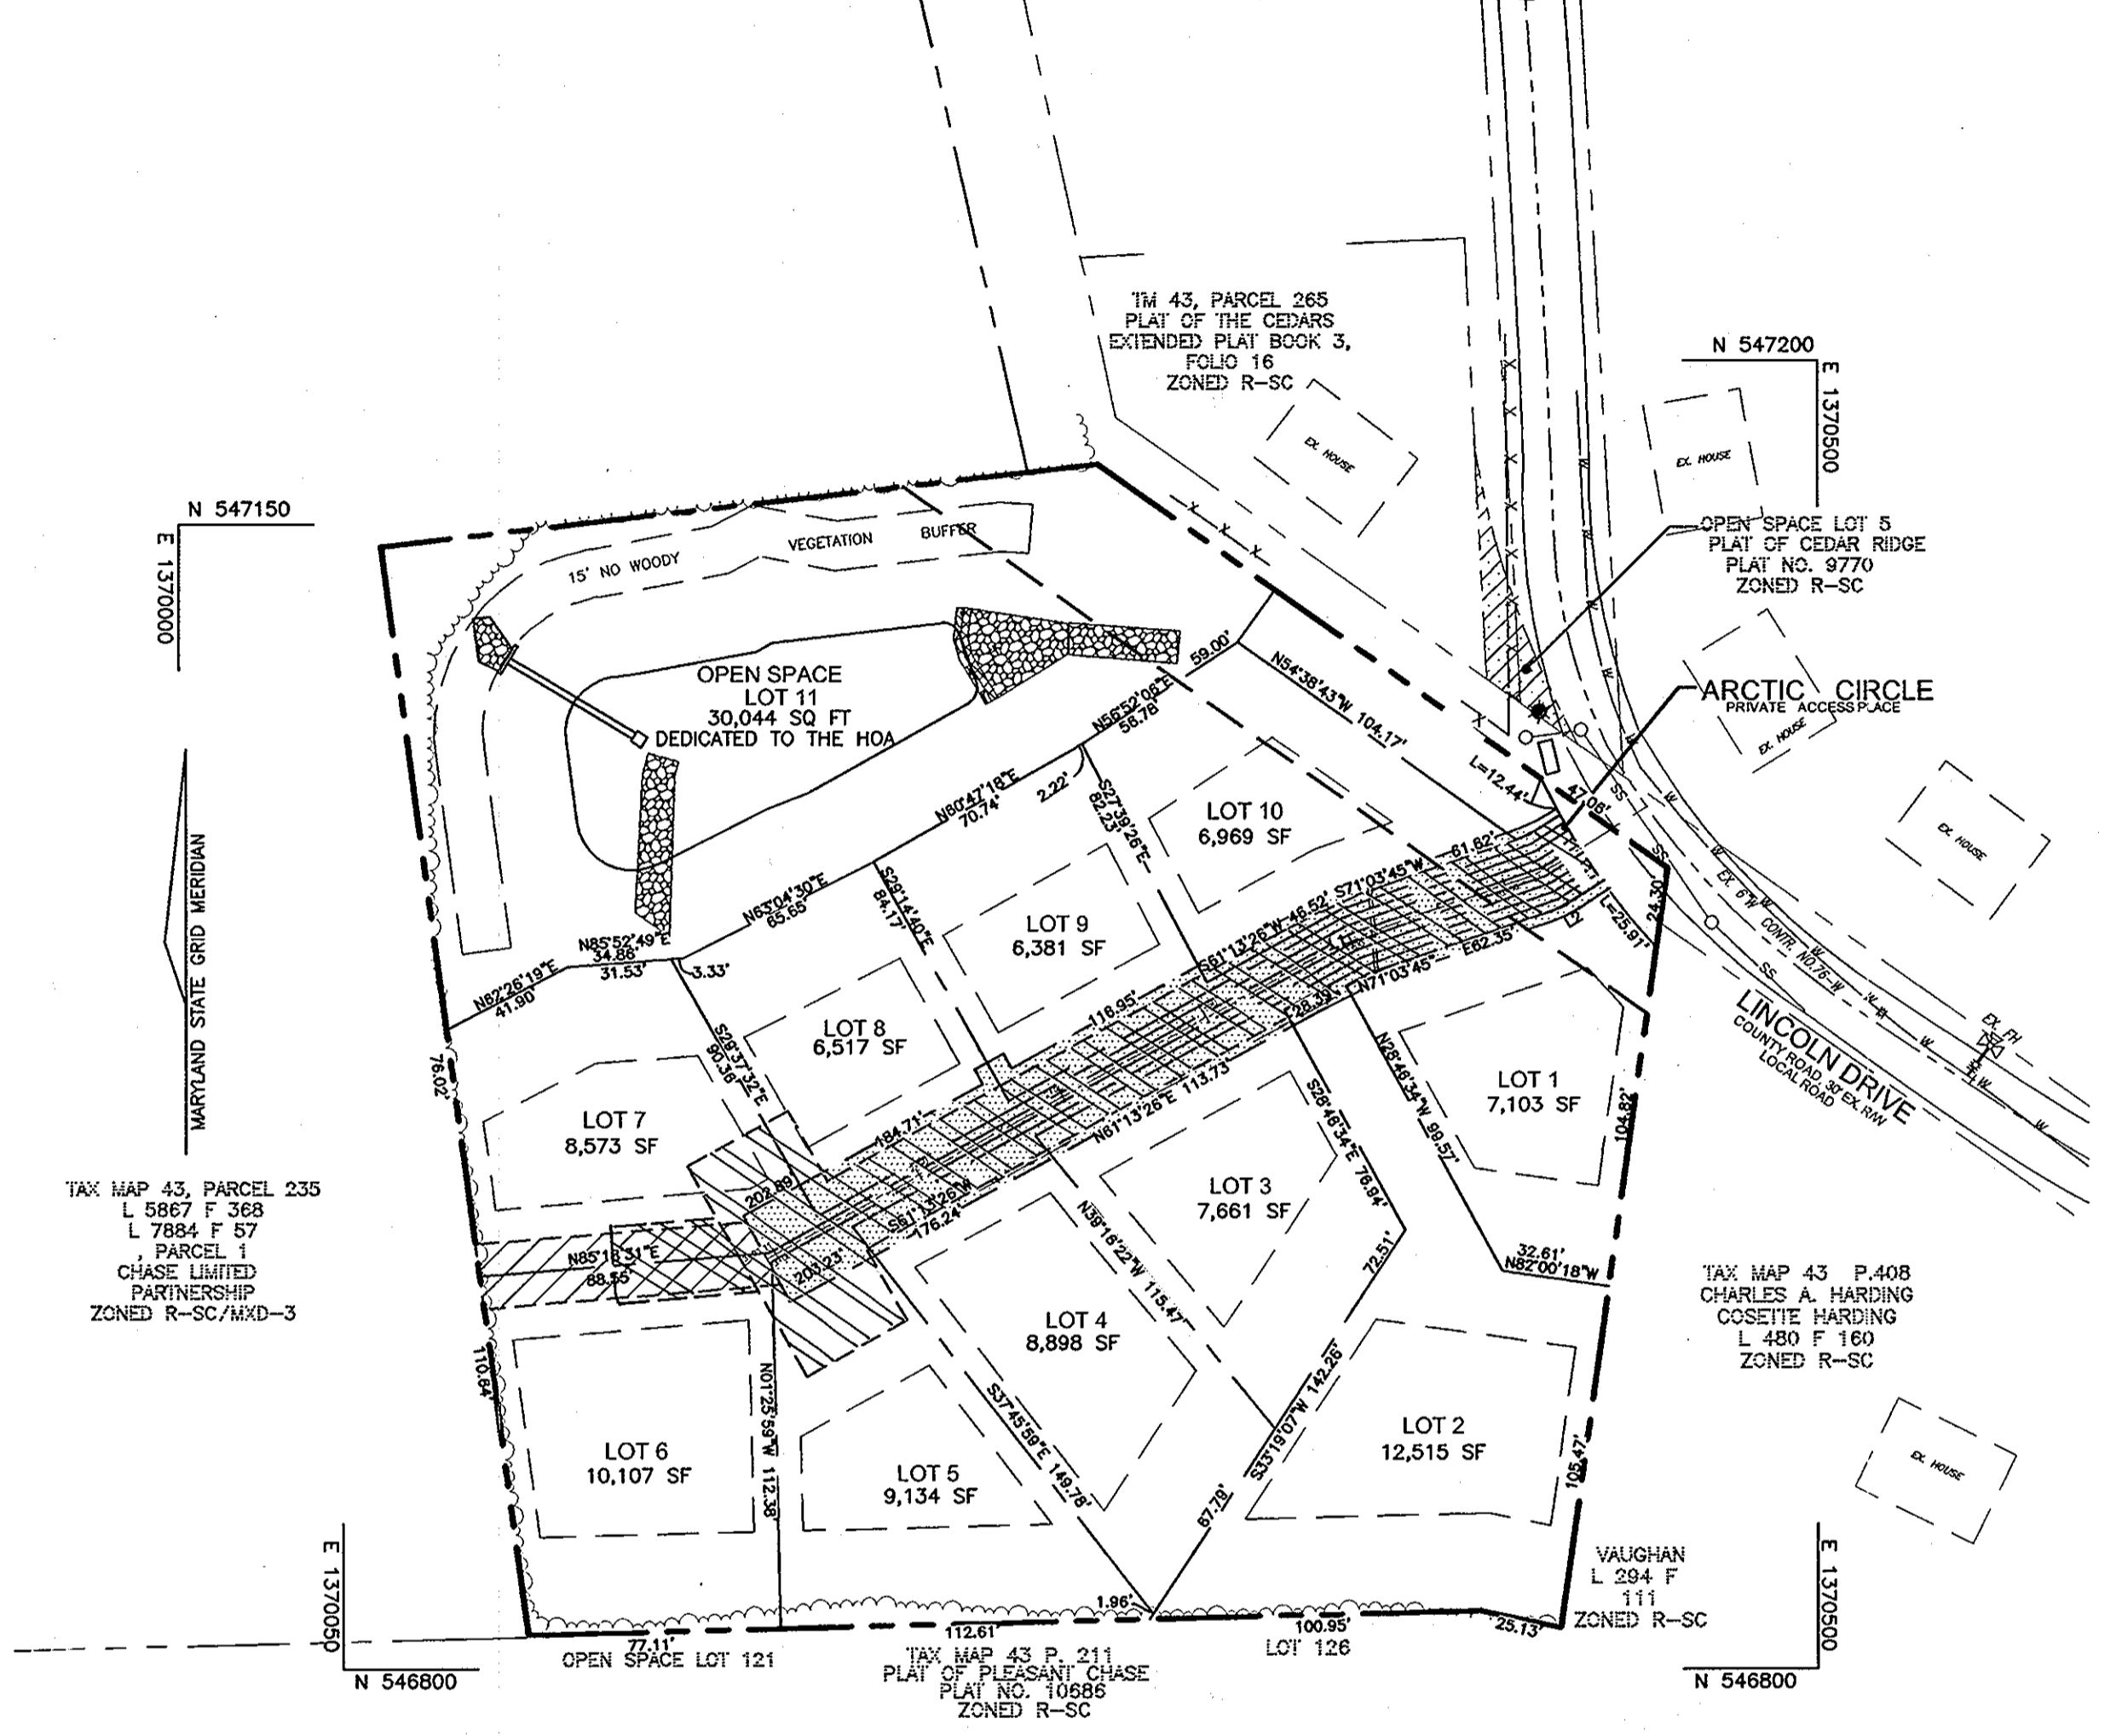 TM 43, PARCEL 265
PLAT OF THE CEDARS
EXTENDED PLAT BOOK 3,
FOLIO 16
ZONED R-SC
N 547200
E 1370500
EX. HOUSE
EX. HOUSE
N 547150
E 1370000
OPEN SPACE LOT 5
PLAT OF CEDAR RIDGE
PLAT NO. 9770
ZONED R-SC
15' NO WOODY VEGETATION BUFFER
OPEN SPACE
LOT 11
30,044 SQ FT
DEDICATED TO THE HOA
ARCTIC CIRCLE
PRIVATE ACCESS PLACE
EX. HOUSE
EX. HOUSE
59.00'
N56°52'06"E
58.78'
N54°38'43"W 104.17'
L=12.44'
47.06'
24.30'
L=25.91'
N60°47'18"E
70.74'
2.22'
S27°39'26"E
82.23'
LOT 10
6,969 SF
61.62'
S71°03'45"W
46.52'
S61°13'26"W
E62.35'
N71°03'45"
28.39'
N63°04'30"E
65.65'
S29°14'40"E
84.17'
LOT 9
6,381 SF
N85°52'49"E
34.86'
31.53'
3.33'
N62°26'19"E
41.90'
S29°37'32"E
90.36'
LOT 8
6,517 SF
118.95'
MARYLAND STATE GRID MERIDIAN
76.02'
LOT 7
8,573 SF
184.71'
N61°13'26"E 113.73'
202.89'
S61°13'26"W
176.24'
203.23'
N85°18'31"E
88.55'
S28°46'34"E 76.94'
N28°46'34"W 99.57'
LOT 1
7,103 SF
104.82'
SS
SS
SS
EX. 6"W CONTR. NO.76-W
EX. FH
LINCOLN DRIVE
COUNTY ROAD 30' EX. R/W
LOCAL ROAD
TAX MAP 43, PARCEL 235
L 5867 F 368
L 7884 F 57
, PARCEL 1
CHASE LIMITED
PARTNERSHIP
ZONED R-SC/MXD-3
LOT 3
7,661 SF
N39°18'22"W 115.47'
72.51'
32.61'
N82°00'18"W
TAX MAP 43 P.408
CHARLES A. HARDING
COSETTE HARDING
L 480 F 160
ZONED R-SC
LOT 4
8,898 SF
110.64'
N01°25'59"W 112.38'
S37°45'59"E 149.78'
S33°19'07"W 142.26'
67.79'
LOT 6
10,107 SF
LOT 5
9,134 SF
LOT 2
12,515 SF
105.47'
EX. HOUSE
VAUGHAN
L 294 F
111
ZONED R-SC
E 1370050
N 546800
1.96'
77.11'
OPEN SPACE LOT 121
112.61'
TAX MAP 43 P. 211
PLAT OF PLEASANT CHASE
PLAT NO. 10686
ZONED R-SC
100.95'
LOT 126
25.13'
E 1370500
N 546800